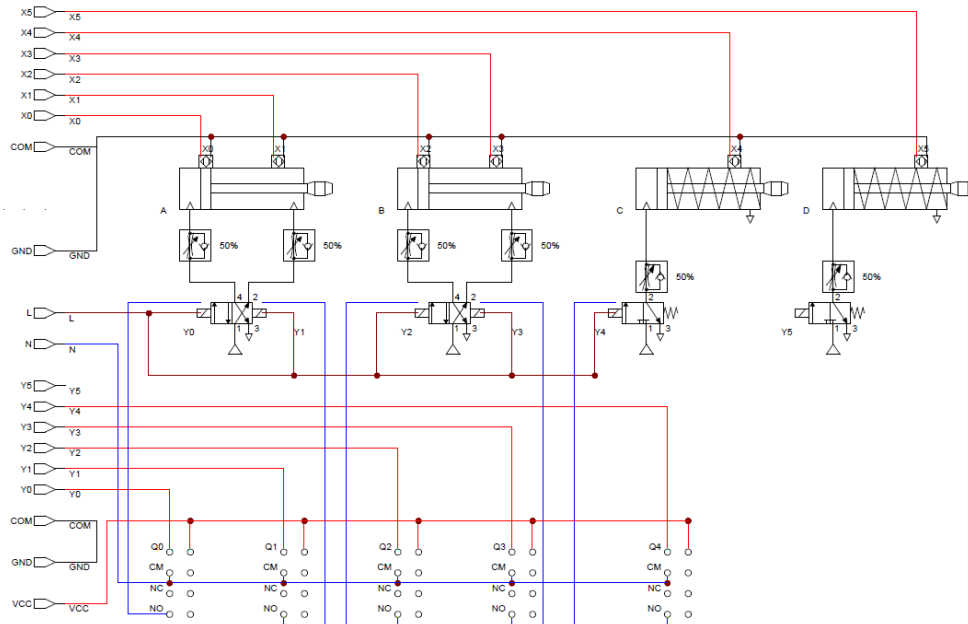 X5 X5
X4 X4
X3 X3
X2 X2
X1 X1
X0 X0
COM COM
X0 X1 X2 X3 X4 X5
A B C D
50% 50% 50% 50%
GND GND
50% 50%
4 2 4 2 2 2
L L
Y0 1 3 Y1 Y2 1 3 Y3 Y4 1 3 Y5 1 3
N N
Y5 Y5
Y4 Y4
Y3 Y3
Y2 Y2
Y1 Y1
Y0 Y0
COM COM
Q0 Q1 Q2 Q3 Q4
GND GND
CM CM CM CM CM
NC NC NC NC NC
VCC VCC
NO NO NO NO NO